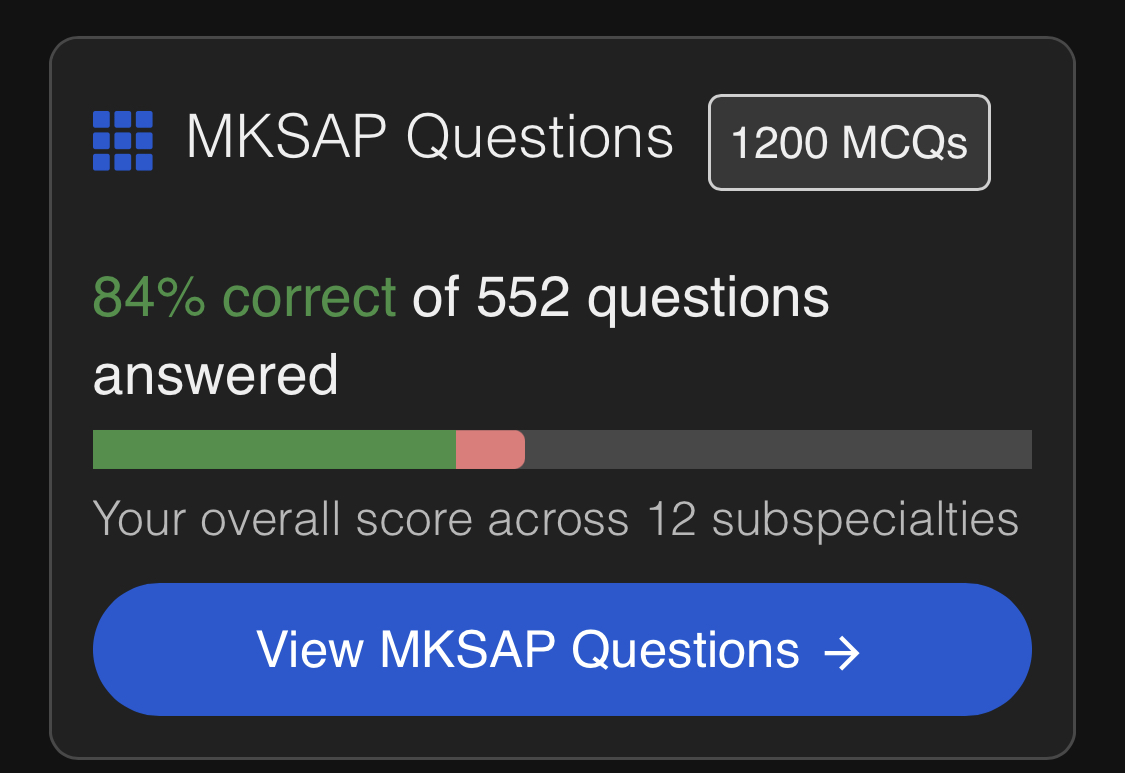 MKSAP Questions 1200 MCQs
84% correct of 552 questions
answered
Your overall score across 12 subspecialties
View MKSAP Questions →